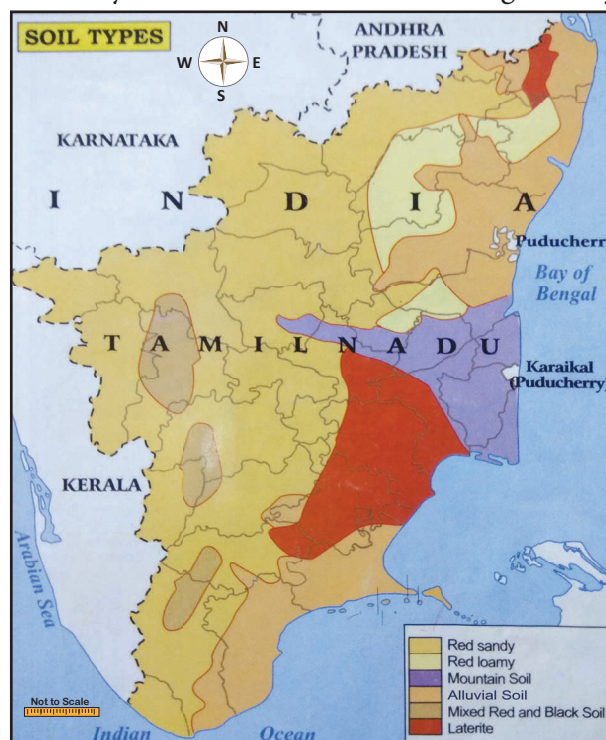 SOIL TYPES
N
W E
S
ANDHRA
PRADESH
KARNATAKA
I N D I A
Puducherr
Bay of
Bengal
T A M I L N A D U
Karaikal
(Puducherry)
KERALA
Arabian Sea
Red sandy
Red loamy
Mountain Soil
Alluvial Soil
Mixed Red and Black Soil
Laterite
Not to Scale
Indian Ocean